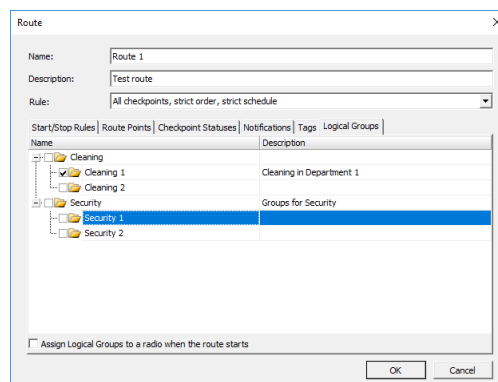 Route
Name: Route 1
Description: Test route
Rule: All checkpoints, strict order, strict schedule
Start/Stop Rules Route Points Checkpoint Statuses Notifications Tags Logical Groups
Name Description
Cleaning
Cleaning 1 Cleaning in Department 1
Cleaning 2
Security Groups for Security
Security 1
Security 2
Assign Logical Groups to a radio when the route starts
OK Cancel